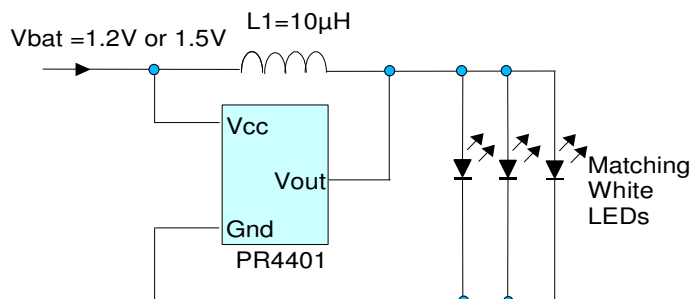 L1=10µH
Vbat =1.2V or 1.5V
Vcc
Vout
Gnd
PR4401
Matching
White
LEDs